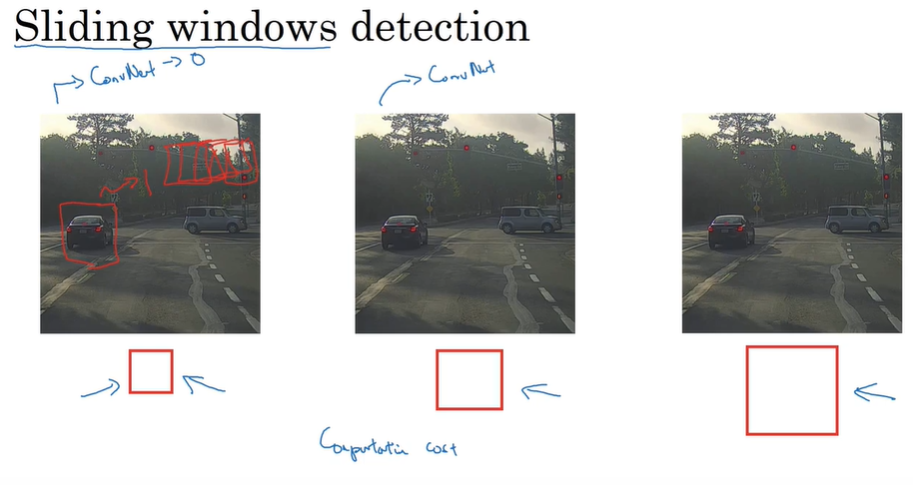 Sliding windows detection
→ ConvNet → 0
→ ConvNet
→ 1
Computation cost